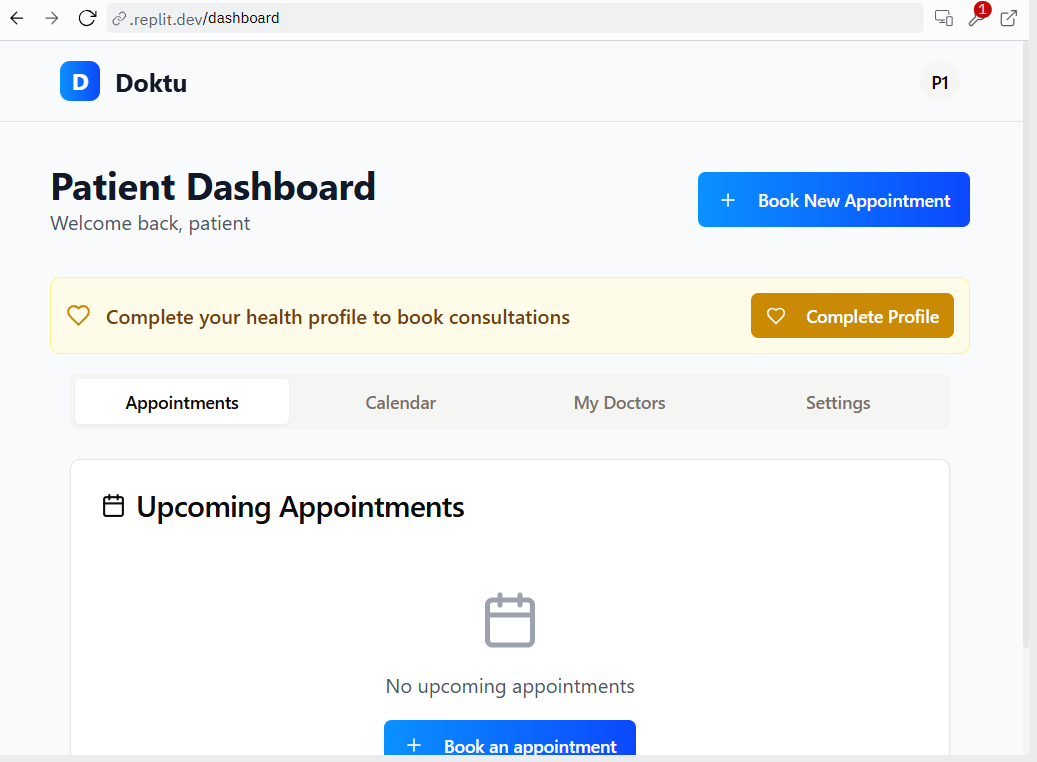 .replit.dev/dashboard
1
D
Doktu
P1
Patient Dashboard
Welcome back, patient
+ Book New Appointment
Complete your health profile to book consultations
Complete Profile
Appointments
Calendar
My Doctors
Settings
Upcoming Appointments
No upcoming appointments
+ Book an appointment